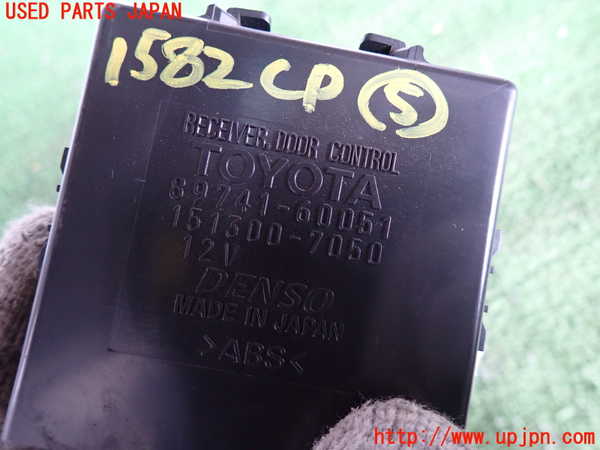 USED PARTS JAPAN
1582 CP (5)
RECEIVER, DOOR CONTROL
TOYOTA
89741-60051
151300-7050
12V
DENSO
MADE IN JAPAN
>ABS<
http://www.upjpn.com/